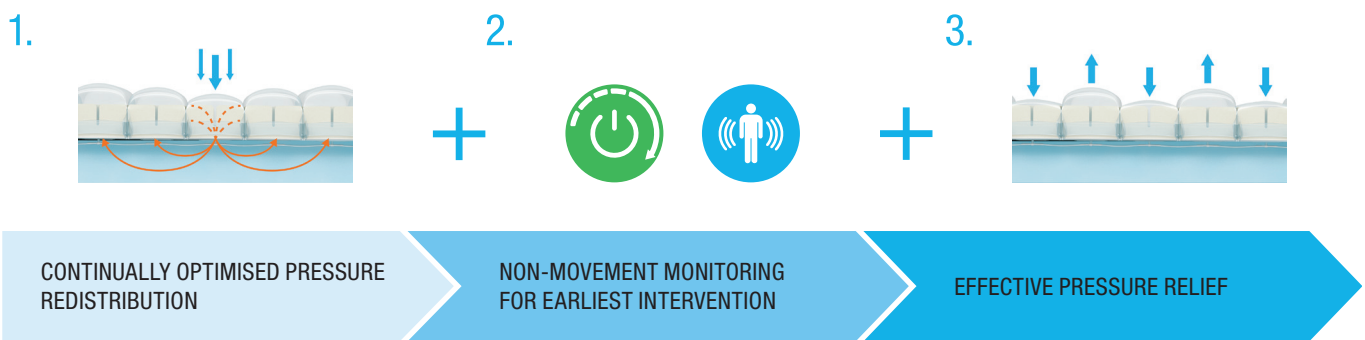 1.
2.
3.
CONTINUALLY OPTIMISED PRESSURE
REDISTRIBUTION
NON-MOVEMENT MONITORING
FOR EARLIEST INTERVENTION
EFFECTIVE PRESSURE RELIEF